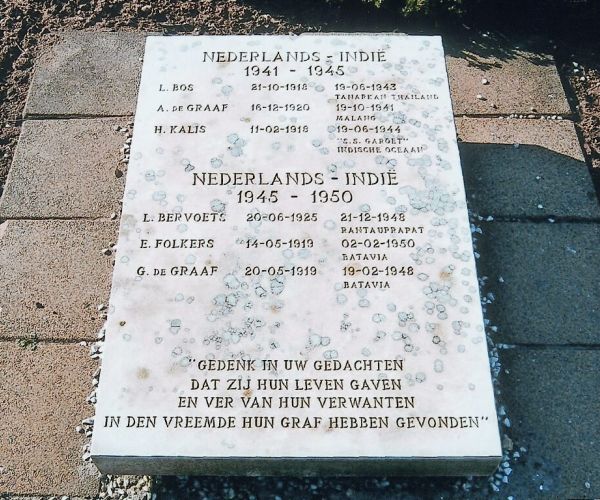 NEDERLANDS - INDIË
1941 - 1945
L. BOS 21-10-1918 19-06-1943
TANARKAN THAILAND
A. DE GRAAF 16-12-1920 19-10-1941
MALANG
H. KALIS 11-02-1918 19-06-1944
"S.S. GAROET"
INDISCHE OCEAAN
NEDERLANDS - INDIË
1945 - 1950
L. BERVOETS 20-06-1925 21-12-1948
RANTAUPRAPAT
E. FOLKERS 14-05-1919 02-02-1950
BATAVIA
G. DE GRAAF 20-05-1919 19-02-1948
BATAVIA
"GEDENK IN UW GEDACHTEN
DAT ZIJ HUN LEVEN GAVEN
EN VER VAN HUN VERWANTEN
IN DEN VREEMDE HUN GRAF HEBBEN GEVONDEN"